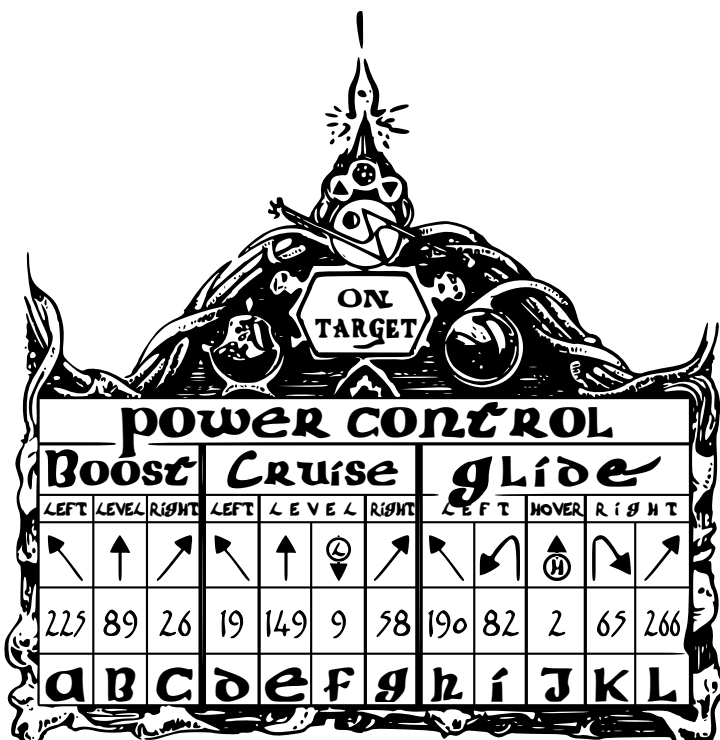 ON
TARGET
POWER CONTROL
BOOST CRUISE GLIDE
LEFT LEVEL RIGHT LEFT LEVEL RIGHT LEFT HOVER RIGHT
L H
225 89 26 19 149 9 58 190 82 2 65 266
a B C d e f g h i J K L